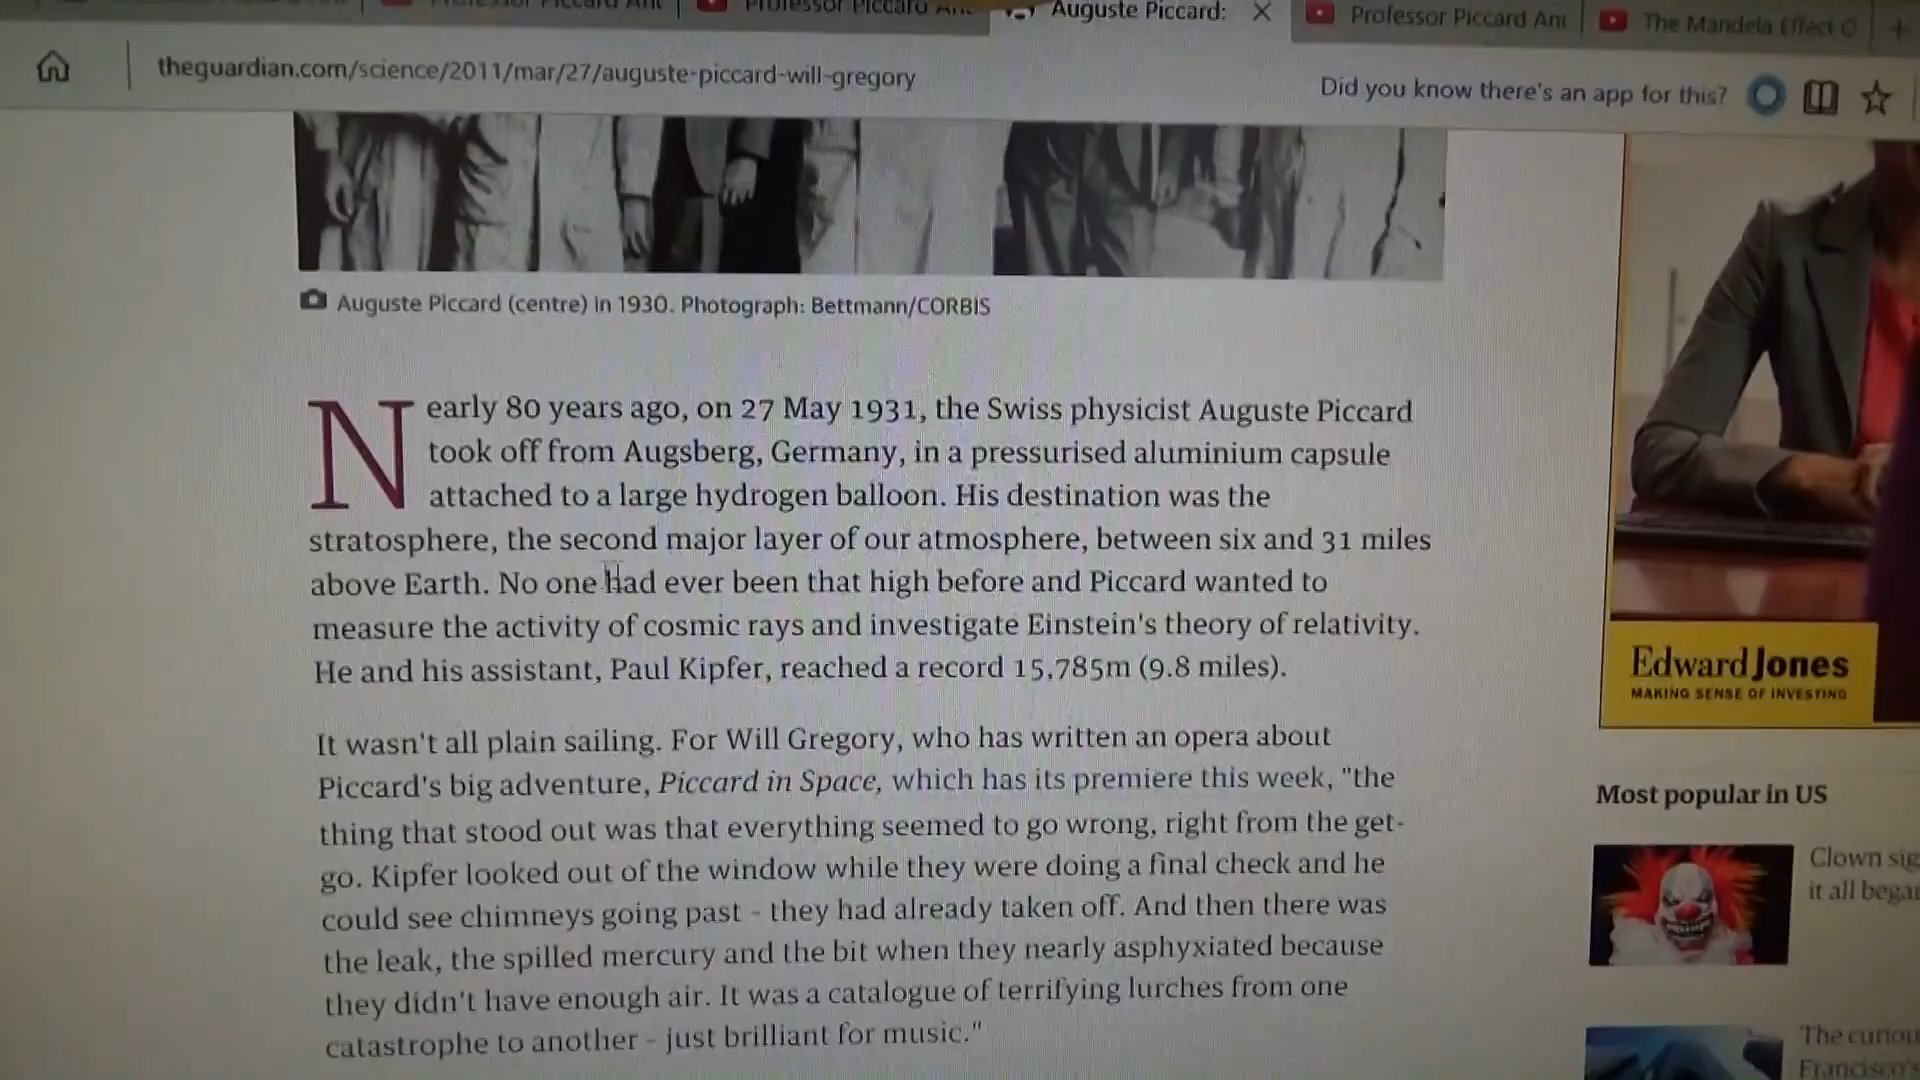 Auguste Piccard:
Professor Piccard
The Mandela Effect
theguardian.com/science/2011/mar/27/auguste-piccard-will-gregory
Did you know there's an app for this?
Auguste Piccard (centre) in 1930. Photograph: Bettmann/CORBIS
Nearly 80 years ago, on 27 May 1931, the Swiss physicist Auguste Piccard
took off from Augsberg, Germany, in a pressurised aluminium capsule
attached to a large hydrogen balloon. His destination was the
stratosphere, the second major layer of our atmosphere, between six and 31 miles
above Earth. No one had ever been that high before and Piccard wanted to
measure the activity of cosmic rays and investigate Einstein's theory of relativity.
He and his assistant, Paul Kipfer, reached a record 15,785m (9.8 miles).
It wasn't all plain sailing. For Will Gregory, who has written an opera about
Piccard's big adventure, Piccard in Space, which has its premiere this week, "the
thing that stood out was that everything seemed to go wrong, right from the get-
go. Kipfer looked out of the window while they were doing a final check and he
could see chimneys going past - they had already taken off. And then there was
the leak, the spilled mercury and the bit when they nearly asphyxiated because
they didn't have enough air. It was a catalogue of terrifying lurches from one
catastrophe to another - just brilliant for music."
Edward Jones
MAKING SENSE OF INVESTING
Most popular in US
Clown sig
it all began
The curiou
Francisco's